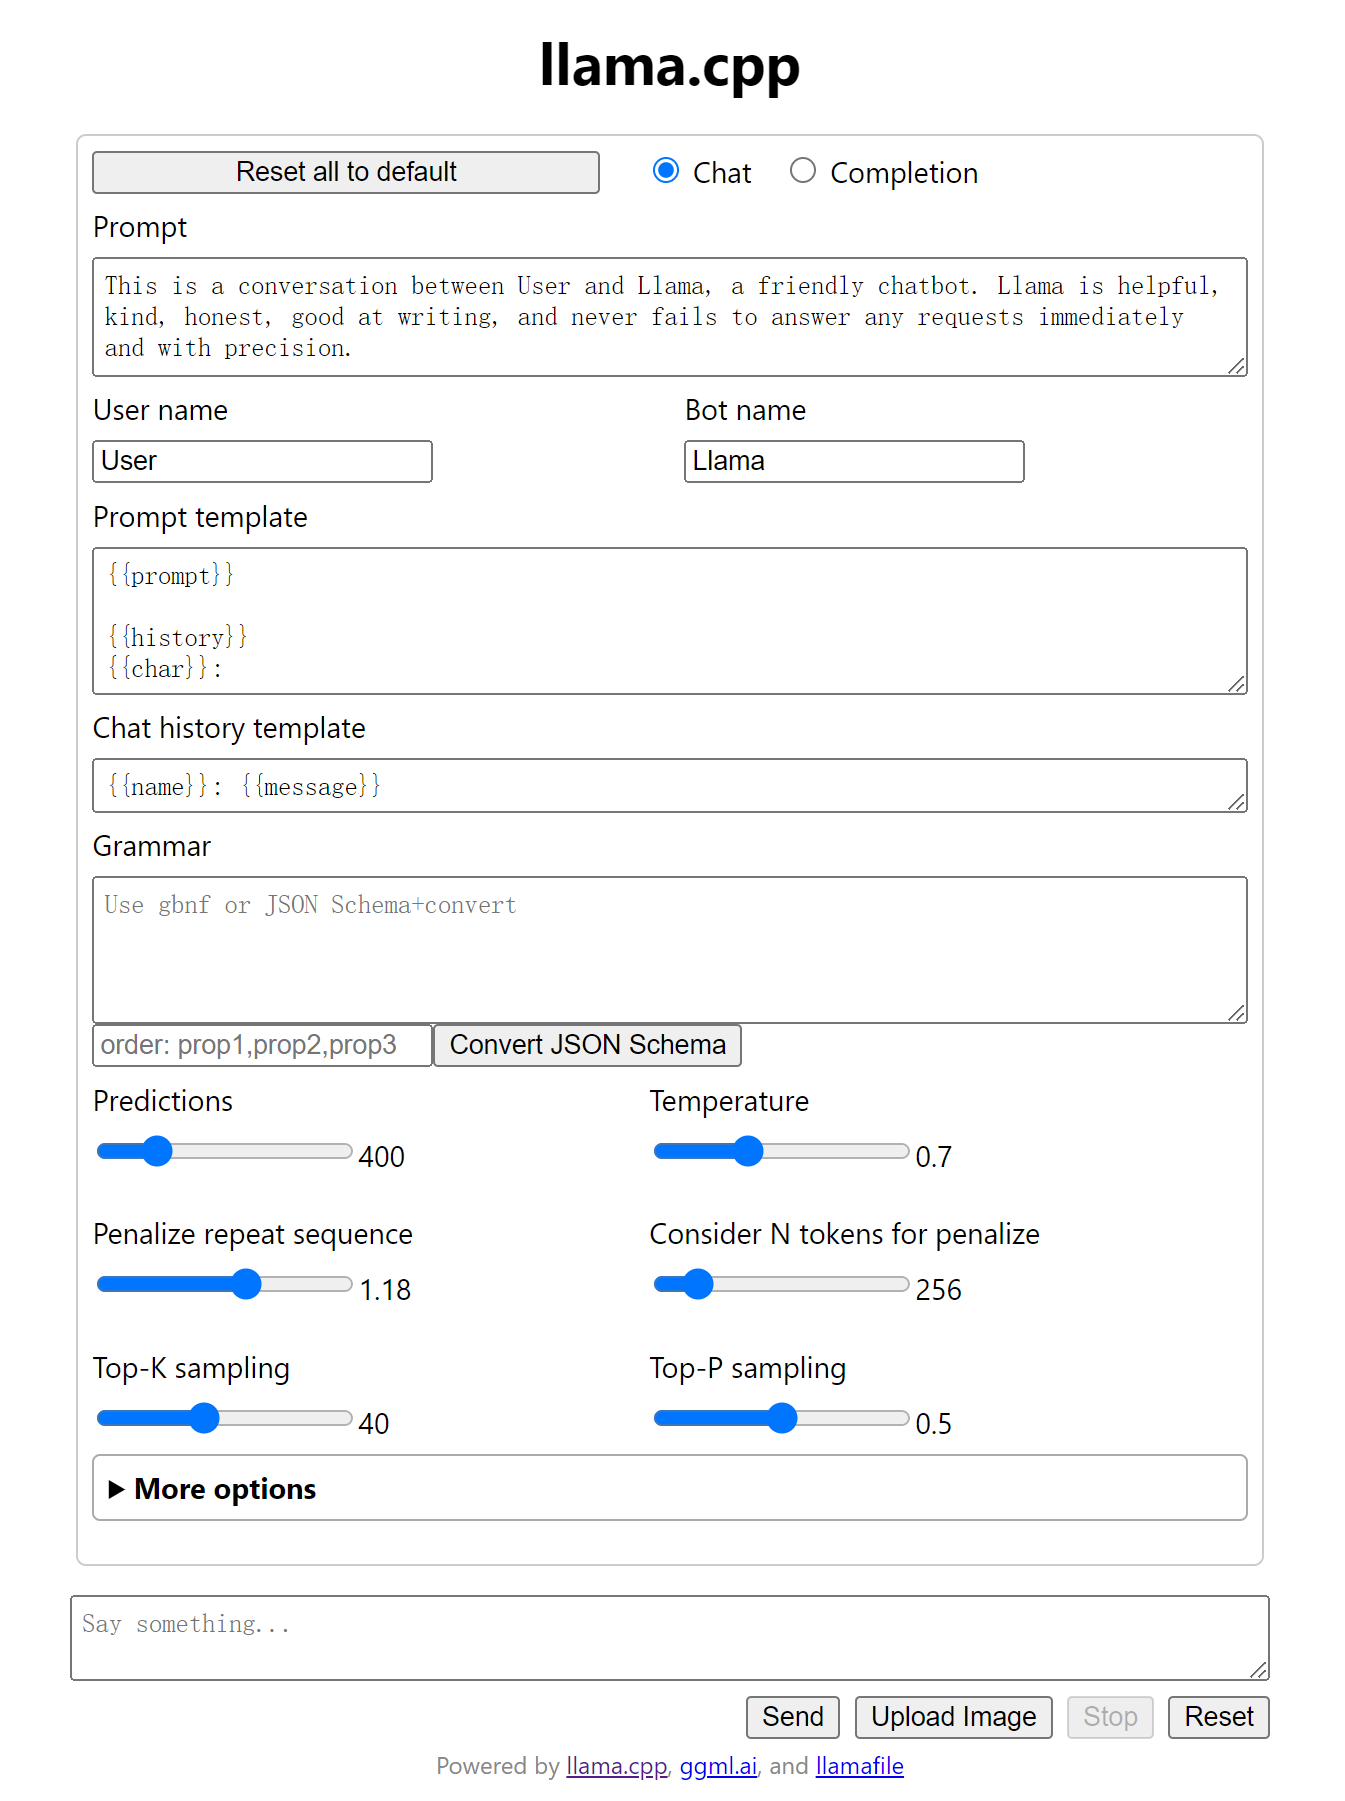 llama.cpp
Reset all to default Chat Completion
Prompt
This is a conversation between User and Llama, a friendly chatbot. Llama is helpful,
kind, honest, good at writing, and never fails to answer any requests immediately
and with precision.
User name Bot name
User Llama
Prompt template
{{prompt}}
{{history}}
{{char}}:
Chat history template
{{name}}: {{message}}
Grammar
Use gbnf or JSON Schema+convert
order: prop1,prop2,prop3 Convert JSON Schema
Predictions Temperature
400 0.7
Penalize repeat sequence Consider N tokens for penalize
1.18 256
Top-K sampling Top-P sampling
40 0.5
More options
Say something...
Send Upload Image Stop Reset
Powered by llama.cpp, ggml.ai, and llamafile